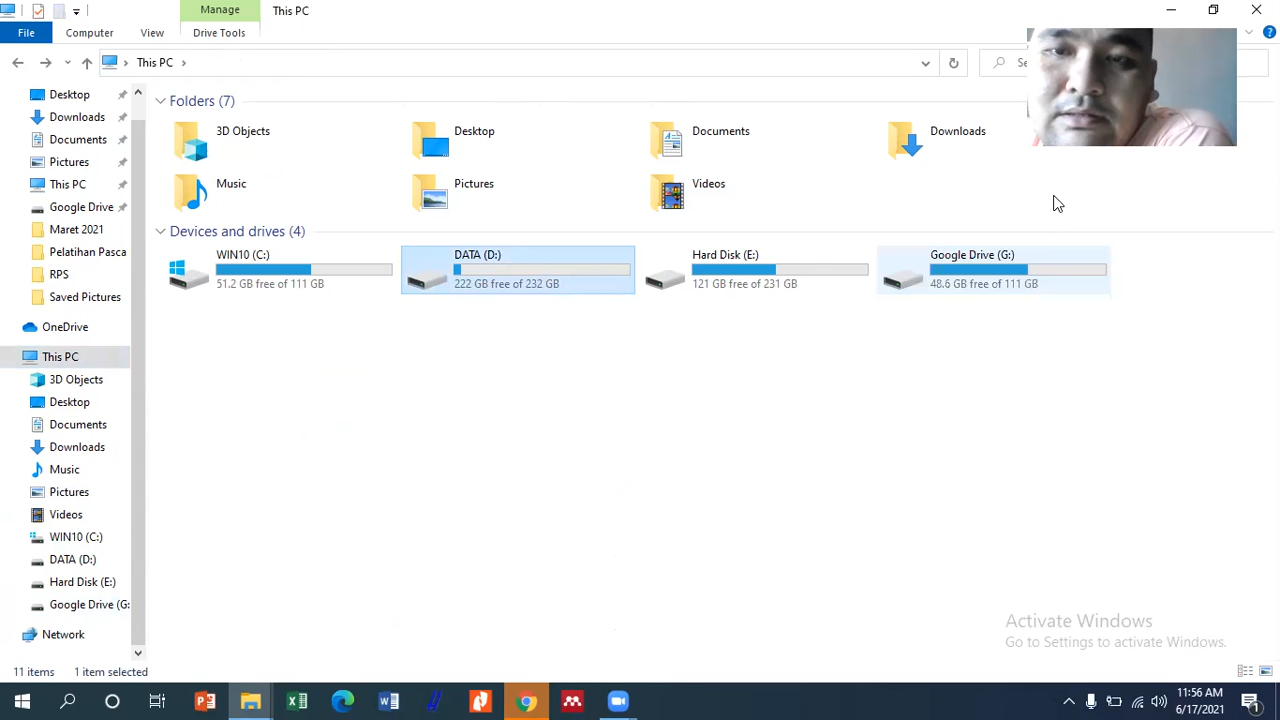 Manage
This PC
File
Computer
View
Drive Tools
This PC
Se
Desktop
Downloads
Documents
Pictures
This PC
Google Drive
Maret 2021
Pelatihan Pasca
RPS
Saved Pictures
OneDrive
This PC
3D Objects
Desktop
Documents
Downloads
Music
Pictures
Videos
WIN10 (C:)
DATA (D:)
Hard Disk (E:)
Google Drive (G:
Network
Folders (7)
3D Objects
Desktop
Documents
Downloads
Music
Pictures
Videos
Devices and drives (4)
WIN10 (C:)
51.2 GB free of 111 GB
DATA (D:)
222 GB free of 232 GB
Hard Disk (E:)
121 GB free of 231 GB
Google Drive (G:)
48.6 GB free of 111 GB
Activate Windows
Go to Settings to activate Windows.
11 items
1 item selected
11:56 AM
6/17/2021
1